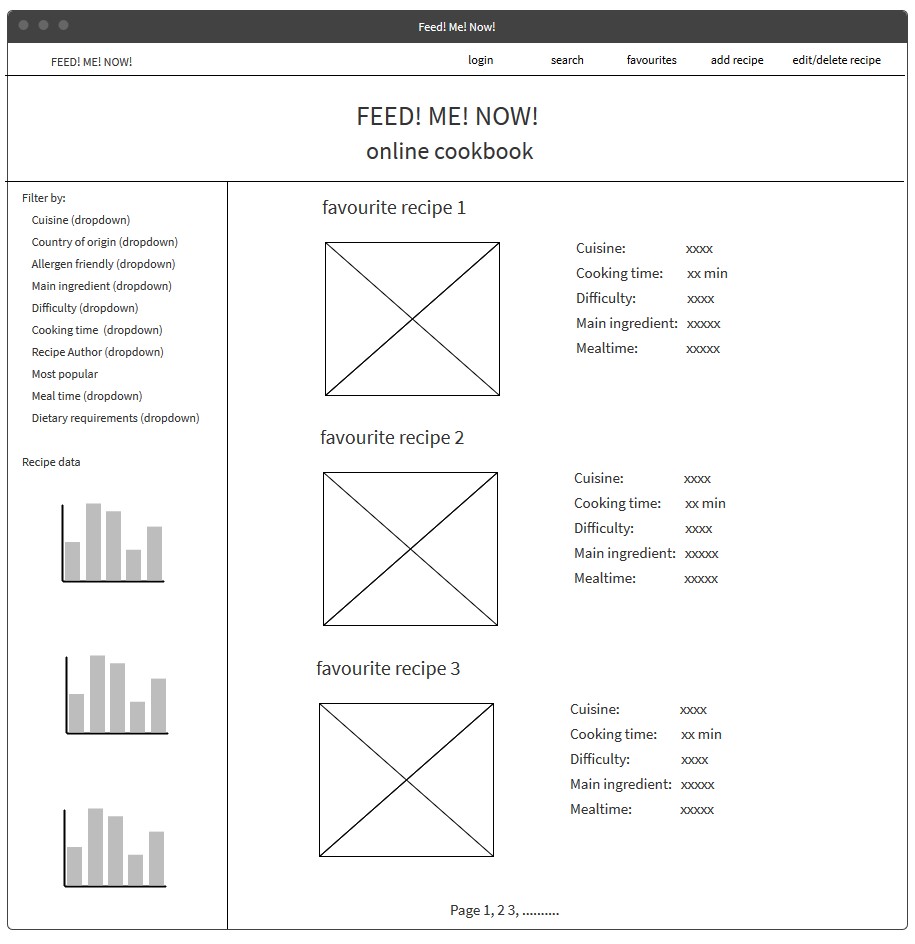 Feed! Me! Now!
FEED! ME! NOW!
login
search
favourites
add recipe
edit/delete recipe
FEED! ME! NOW!
online cookbook
Filter by:
Cuisine (dropdown)
Country of origin (dropdown)
Allergen friendly (dropdown)
Main ingredient (dropdown)
Difficulty (dropdown)
Cooking time (dropdown)
Recipe Author (dropdown)
Most popular
Meal time (dropdown)
Dietary requirements (dropdown)
Recipe data
favourite recipe 1
Cuisine: xxxx
Cooking time: xx min
Difficulty: xxxx
Main ingredient: xxxxx
Mealtime: xxxxx
favourite recipe 2
Cuisine: xxxx
Cooking time: xx min
Difficulty: xxxx
Main ingredient: xxxxx
Mealtime: xxxxx
favourite recipe 3
Cuisine: xxxx
Cooking time: xx min
Difficulty: xxxx
Main ingredient: xxxxx
Mealtime: xxxxx
Page 1, 2 3, ..........